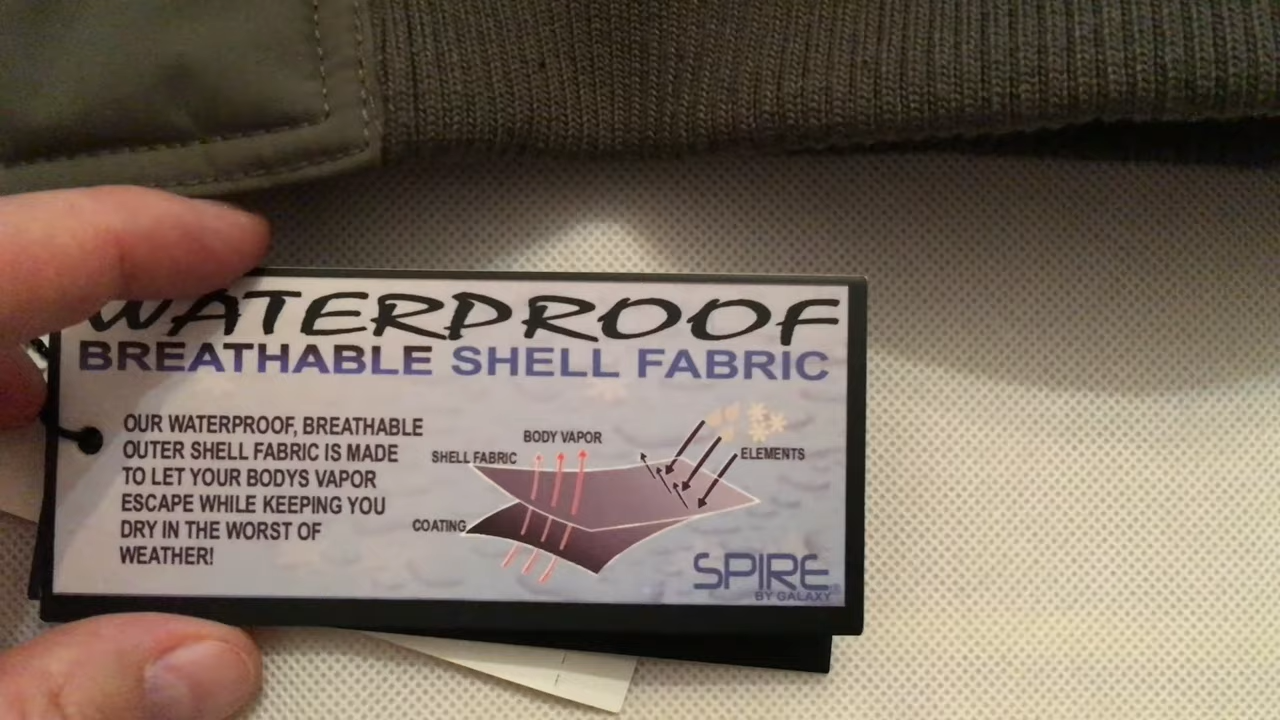 WATERPROOF
BREATHABLE SHELL FABRIC
OUR WATERPROOF, BREATHABLE
OUTER SHELL FABRIC IS MADE
TO LET YOUR BODYS VAPOR
ESCAPE WHILE KEEPING YOU
DRY IN THE WORST OF
WEATHER!
BODY VAPOR
SHELL FABRIC
ELEMENTS
COATING
SPIRE
BY GALAXY